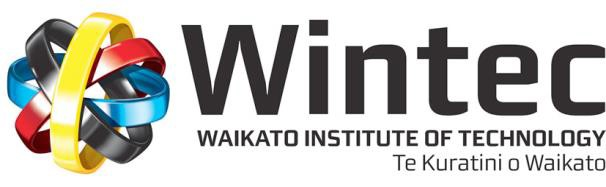 Wintec
WAIKATO INSTITUTE OF TECHNOLOGY
Te Kuratini o Waikato